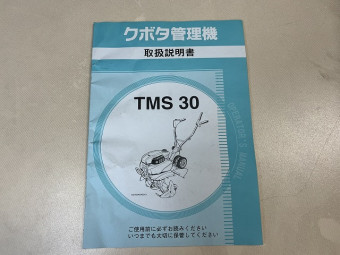 クボタ管理機
取扱説明書
TMS 30
OPERATOR'S MANUAL
ご使用前に必ずお読みください
いつまでも大切に保管してください